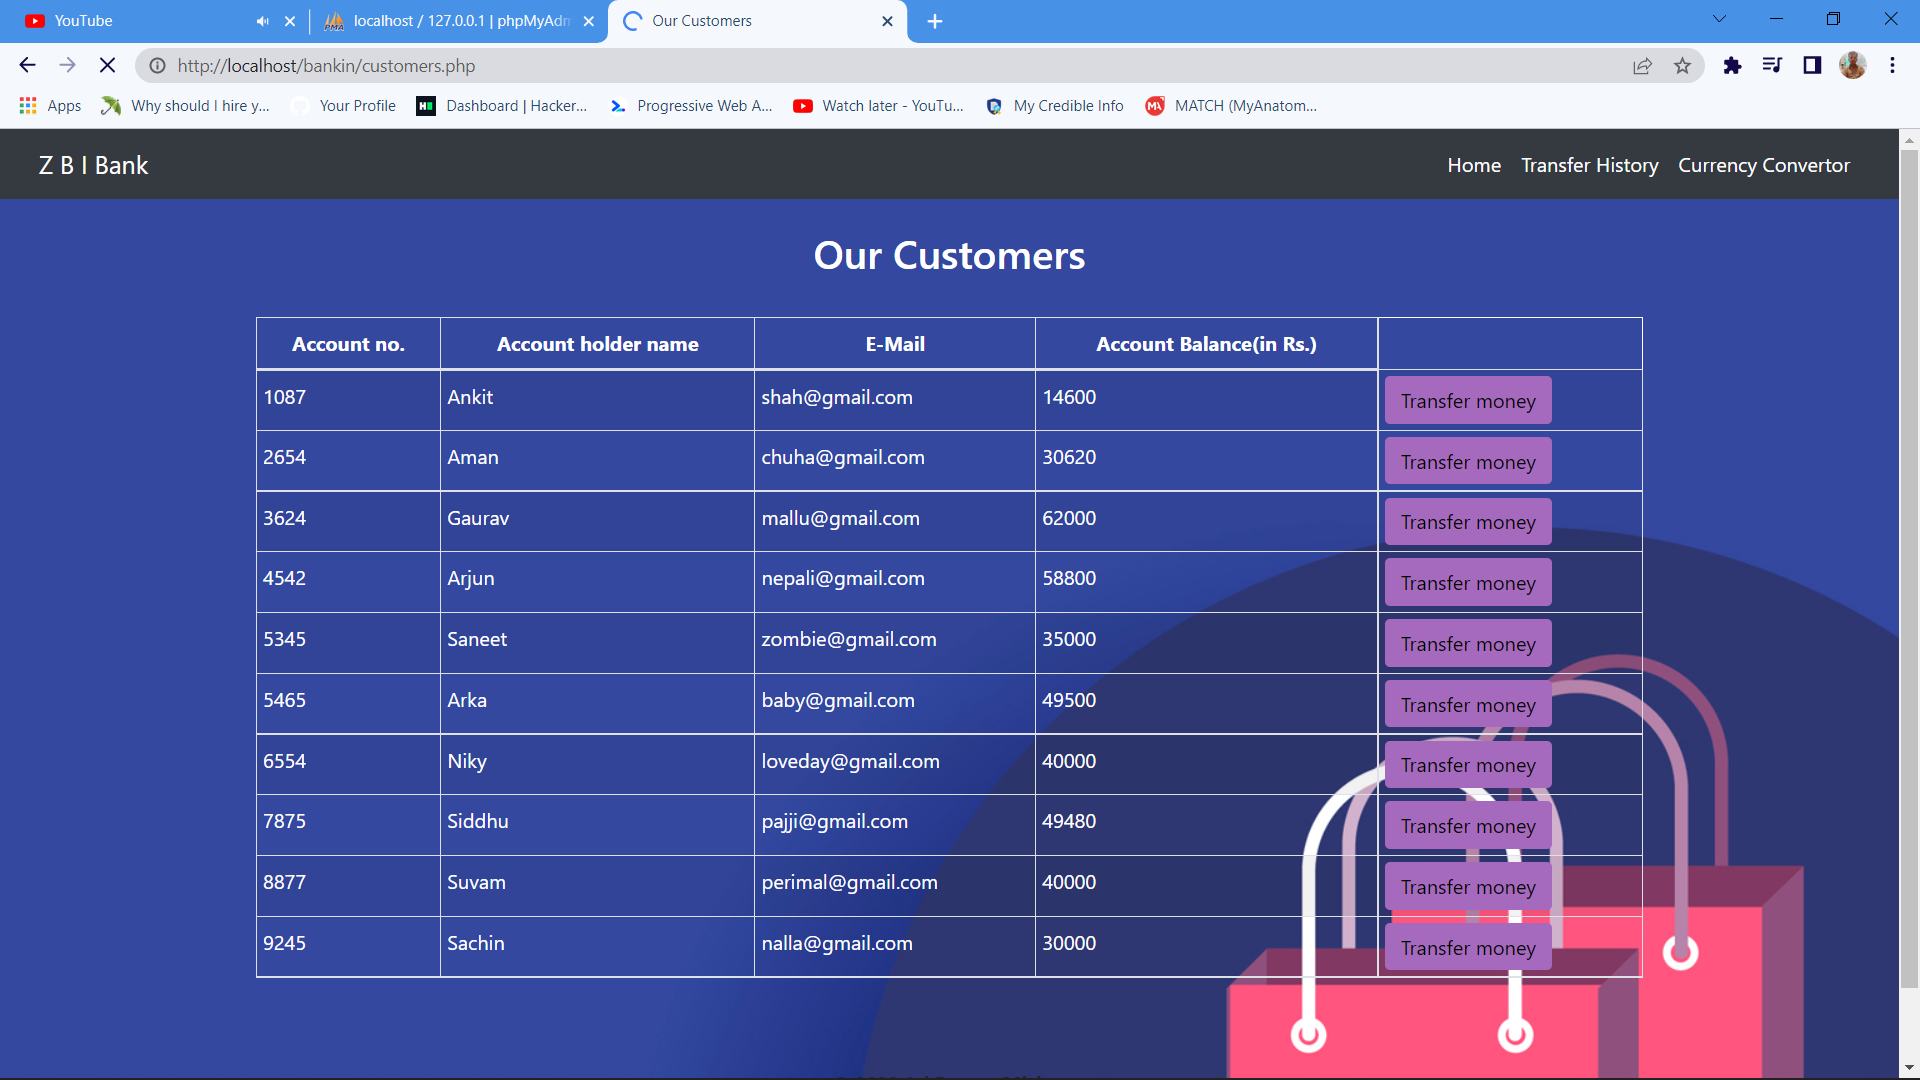 YouTube
localhost / 127.0.0.1 | phpMyAdm
Our Customers
http://localhost/bankin/customers.php
Apps
Why should I hire y...
Your Profile
Dashboard | Hacker...
Progressive Web A...
Watch later - YouTu...
My Credible Info
MATCH (MyAnatom...
Z B I Bank
Home Transfer History Currency Convertor
Our Customers
Account no. Account holder name E-Mail Account Balance(in Rs.)
1087 Ankit shah@gmail.com 14600 Transfer money
2654 Aman chuha@gmail.com 30620 Transfer money
3624 Gaurav mallu@gmail.com 62000 Transfer money
4542 Arjun nepali@gmail.com 58800 Transfer money
5345 Saneet zombie@gmail.com 35000 Transfer money
5465 Arka baby@gmail.com 49500 Transfer money
6554 Niky loveday@gmail.com 40000 Transfer money
7875 Siddhu pajji@gmail.com 49480 Transfer money
8877 Suvam perimal@gmail.com 40000 Transfer money
9245 Sachin nalla@gmail.com 30000 Transfer money